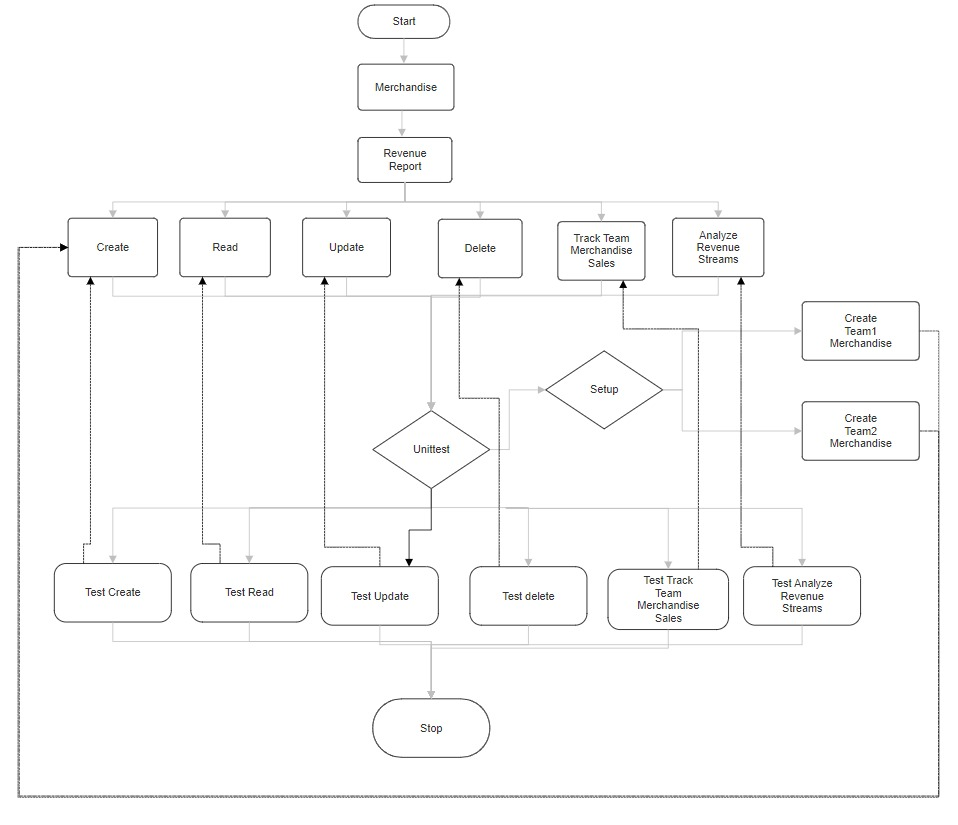 Start
Merchandise
Revenue
Report
Create
Read
Update
Delete
Track Team
Merchandise
Sales
Analyze
Revenue
Streams
Create
Team1
Merchandise
Setup
Create
Team2
Merchandise
Unittest
Test Create
Test Read
Test Update
Test delete
Test Track
Team
Merchandise
Sales
Test Analyze
Revenue
Streams
Stop